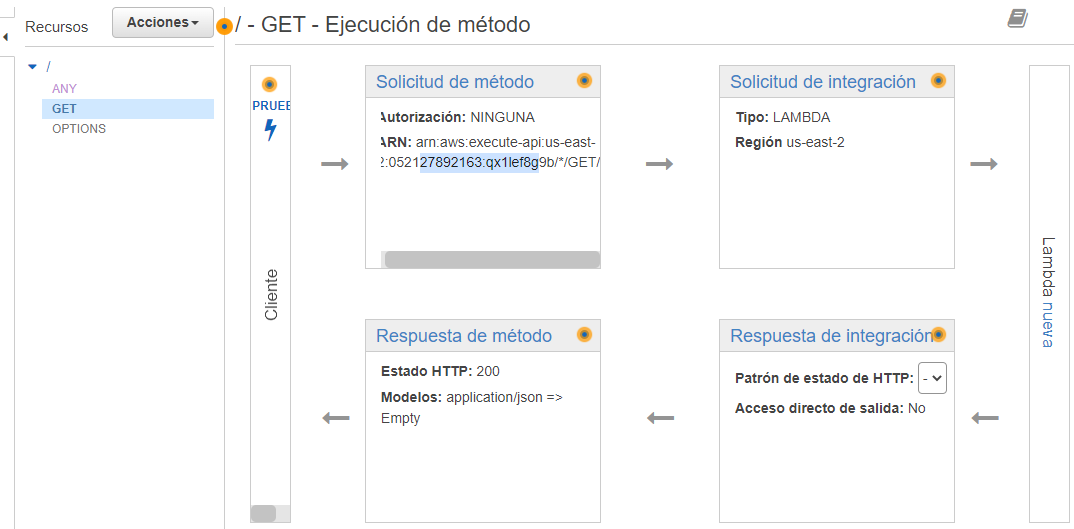 Recursos
Acciones
/ - GET - Ejecución de método
/
ANY
GET
OPTIONS
PRUEB
Cliente
Solicitud de método
Autorización: NINGUNA
ARN: arn:aws:execute-api:us-east-
2:052127892163:qx1lef8g9b/*/GET/
Solicitud de integración
Tipo: LAMBDA
Región us-east-2
Lambda nueva
Respuesta de método
Estado HTTP: 200
Modelos: application/json =>
Empty
Respuesta de integración
Patrón de estado de HTTP: -
Acceso directo de salida: No